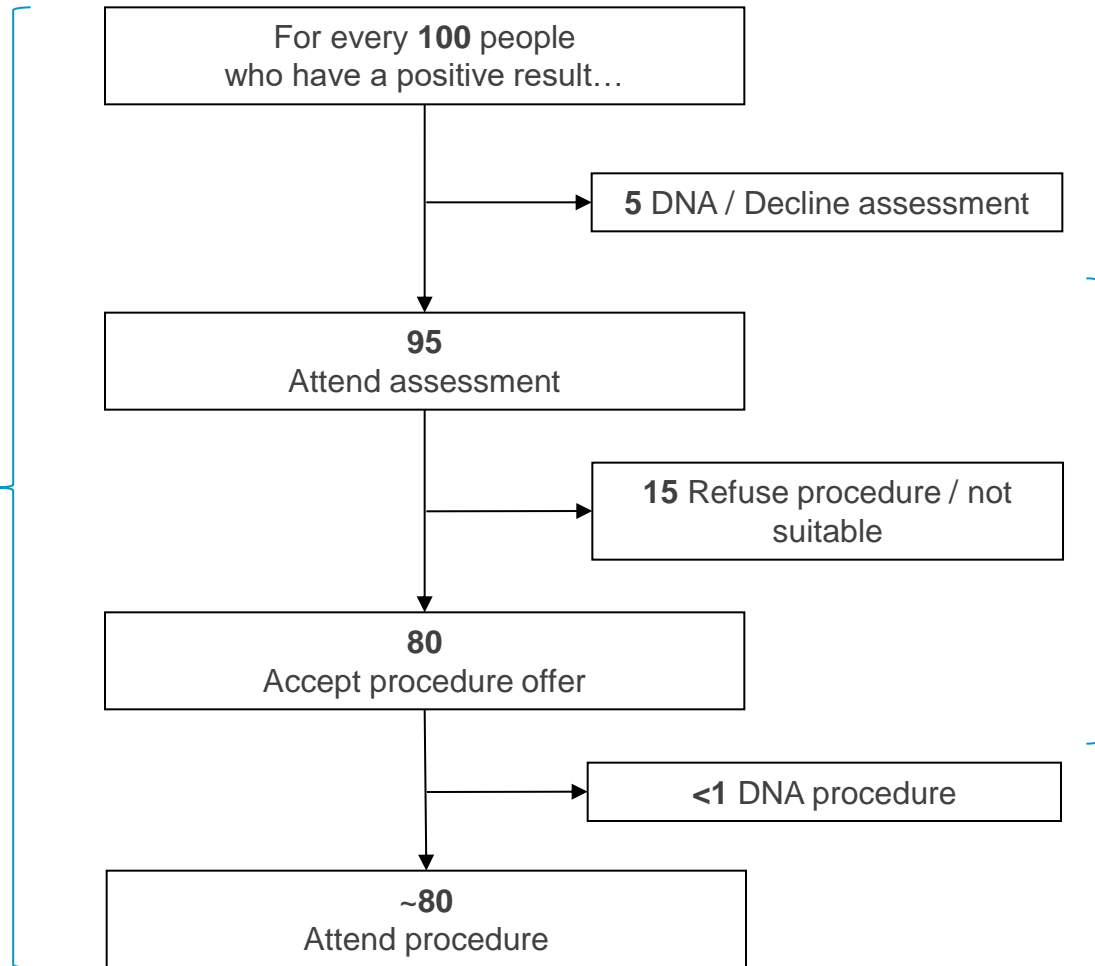 For every 100 people
who have a positive result…
5 DNA / Decline assessment
95
Attend assessment
15 Refuse procedure / not
suitable
80
Accept procedure offer
<1 DNA procedure
~80
Attend procedure